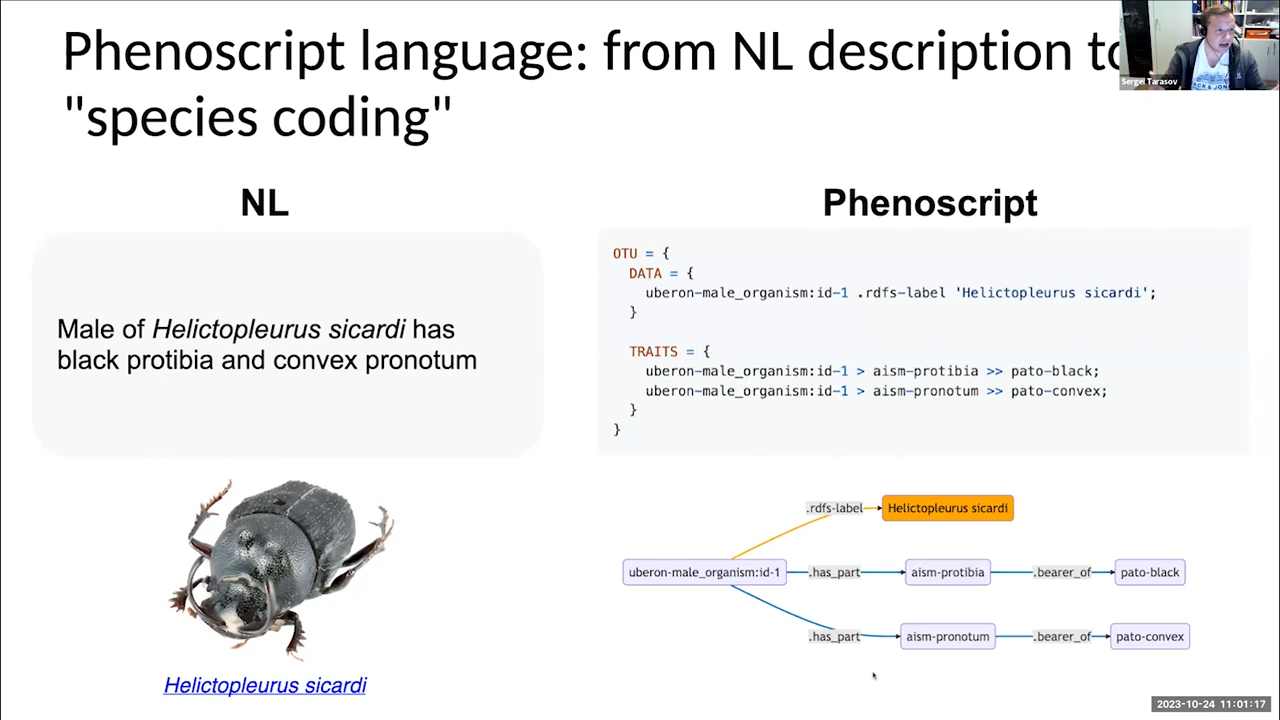 Phenoscript language: from NL description to
"species coding"
Sergei Tarasov
NL
Male of Helictopleurus sicardi has
black protibia and convex pronotum
Helictopleurus sicardi
Phenoscript
OTU = {
DATA = {
uberon-male_organism:id-1 .rdfs-label 'Helictopleurus sicardi';
}
TRAITS = {
uberon-male_organism:id-1 > aism-protibia >> pato-black;
uberon-male_organism:id-1 > aism-pronotum >> pato-convex;
}
}
.rdfs-label Helictopleurus sicardi
uberon-male_organism:id-1 .has_part aism-protibia .bearer_of pato-black
.has_part aism-pronotum .bearer_of pato-convex
2023-10-24 11:01:17